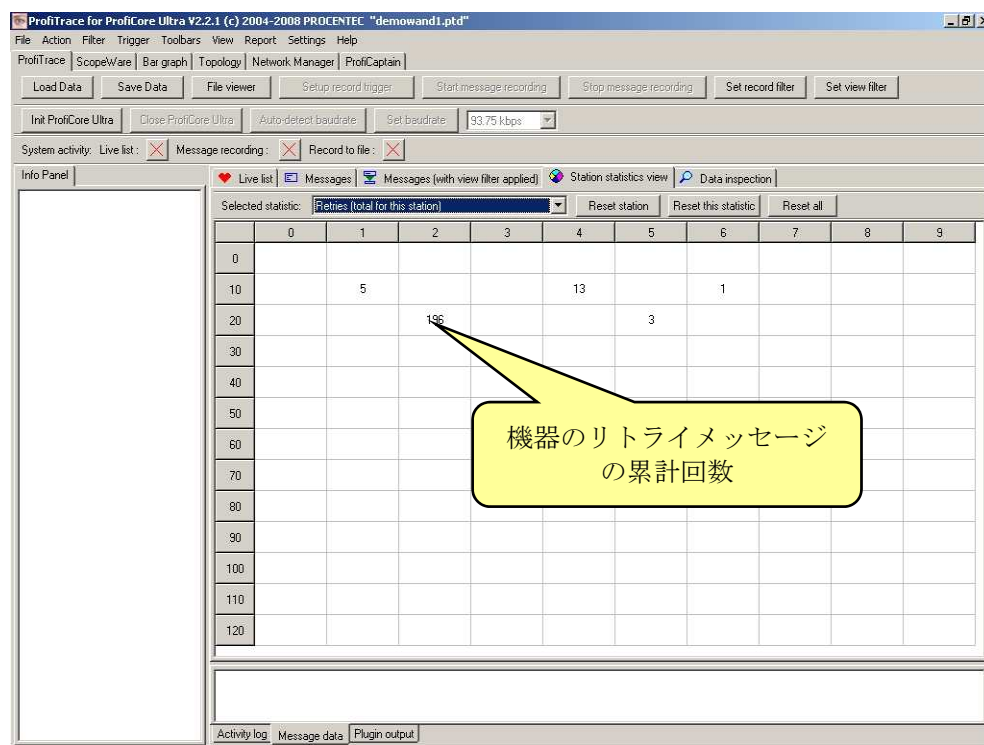 ProfiTrace for ProfiCore Ultra V2.2.1 (c) 2004-2008 PROCENTEC "demowand1.ptd"
File Action Filter Trigger Toolbars View Report Settings Help
ProfiTrace ScopeWare Bar graph Topology Network Manager ProfiCaptain
Load Data Save Data File viewer Setup record trigger Start message recording Stop message recording Set record filter Set view filter
Init ProfiCore Ultra Close ProfiCore Ultra Auto-detect baudrate Set baudrate 93.75 kbps
System activity: Live list : Message recording : Record to file :
Info Panel Live list Messages Messages (with view filter applied) Station statistics view Data inspection
Selected statistic: Retries (total for this station) Reset station Reset this statistic Reset all
0 1 2 3 4 5 6 7 8 9
0
10 5 13 1
20 196 3
30
40
50
60
70
80
90
100
110
120
機器のリトライメッセージ
の累計回数
Activity log Message data Plugin output